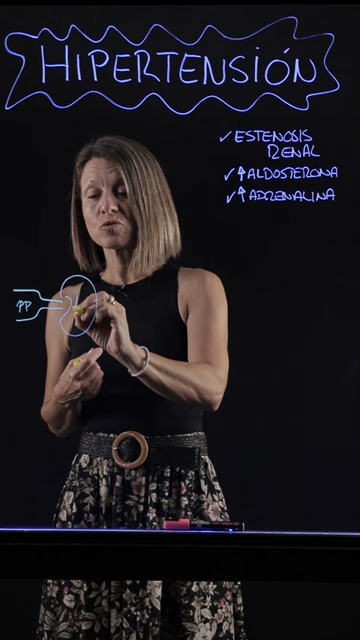 HIPERTENSIÓN
✓ ESTENOSIS
RENAL
✓ ↑ ALDOSTERONA
✓ ↑ ADRENALINA
PP